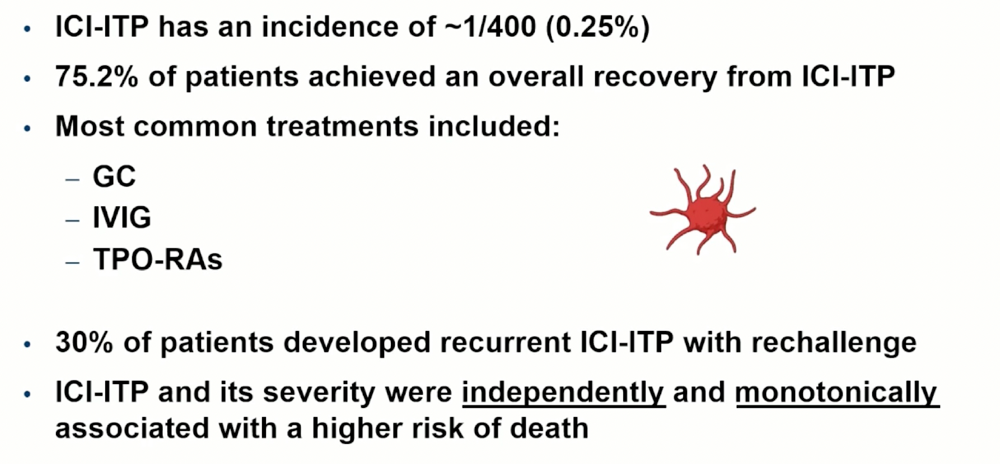 • ICI-ITP has an incidence of ~1/400 (0.25%)
• 75.2% of patients achieved an overall recovery from ICI-ITP
• Most common treatments included:
– GC
– IVIG
– TPO-RAs
• 30% of patients developed recurrent ICI-ITP with rechallenge
• ICI-ITP and its severity were independently and monotonically
associated with a higher risk of death